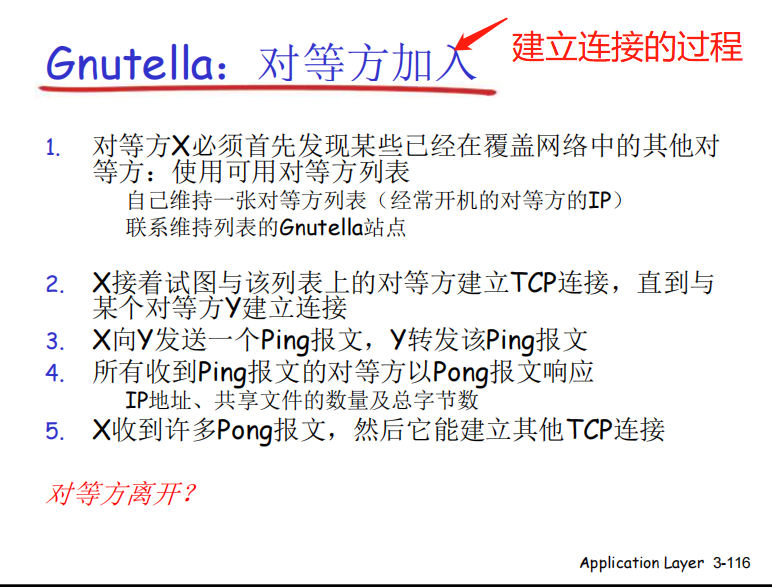 Gnutella：对等方加入
建立连接的过程
1. 对等方X必须首先发现某些已经在覆盖网络中的其他对
等方：使用可用对等方列表
自己维持一张对等方列表（经常开机的对等方的IP）
联系维持列表的Gnutella站点
2. X接着试图与该列表上的对等方建立TCP连接，直到与
某个对等方Y建立连接
3. X向Y发送一个Ping报文，Y转发该Ping报文
4. 所有收到Ping报文的对等方以Pong报文响应
IP地址、共享文件的数量及总字节数
5. X收到许多Pong报文，然后它能建立其他TCP连接
对等方离开?
Application Layer 3-116